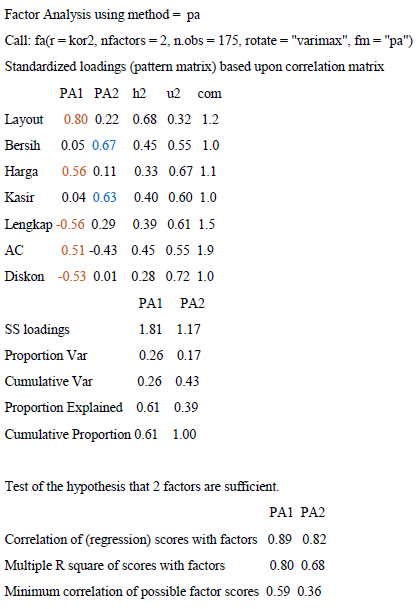 Factor Analysis using method = pa
Call: fa(r = kor2, nfactors = 2, n.obs = 175, rotate = "varimax", fm = "pa")
Standardized loadings (pattern matrix) based upon correlation matrix
PA1 PA2 h2 u2 com
Layout 0.80 0.22 0.68 0.32 1.2
Bersih 0.05 0.67 0.45 0.55 1.0
Harga 0.56 0.11 0.33 0.67 1.1
Kasir 0.04 0.63 0.40 0.60 1.0
Lengkap -0.56 0.29 0.39 0.61 1.5
AC 0.51 -0.43 0.45 0.55 1.9
Diskon -0.53 0.01 0.28 0.72 1.0
PA1 PA2
SS loadings 1.81 1.17
Proportion Var 0.26 0.17
Cumulative Var 0.26 0.43
Proportion Explained 0.61 0.39
Cumulative Proportion 0.61 1.00
Test of the hypothesis that 2 factors are sufficient.
PA1 PA2
Correlation of (regression) scores with factors 0.89 0.82
Multiple R square of scores with factors 0.80 0.68
Minimum correlation of possible factor scores 0.59 0.36